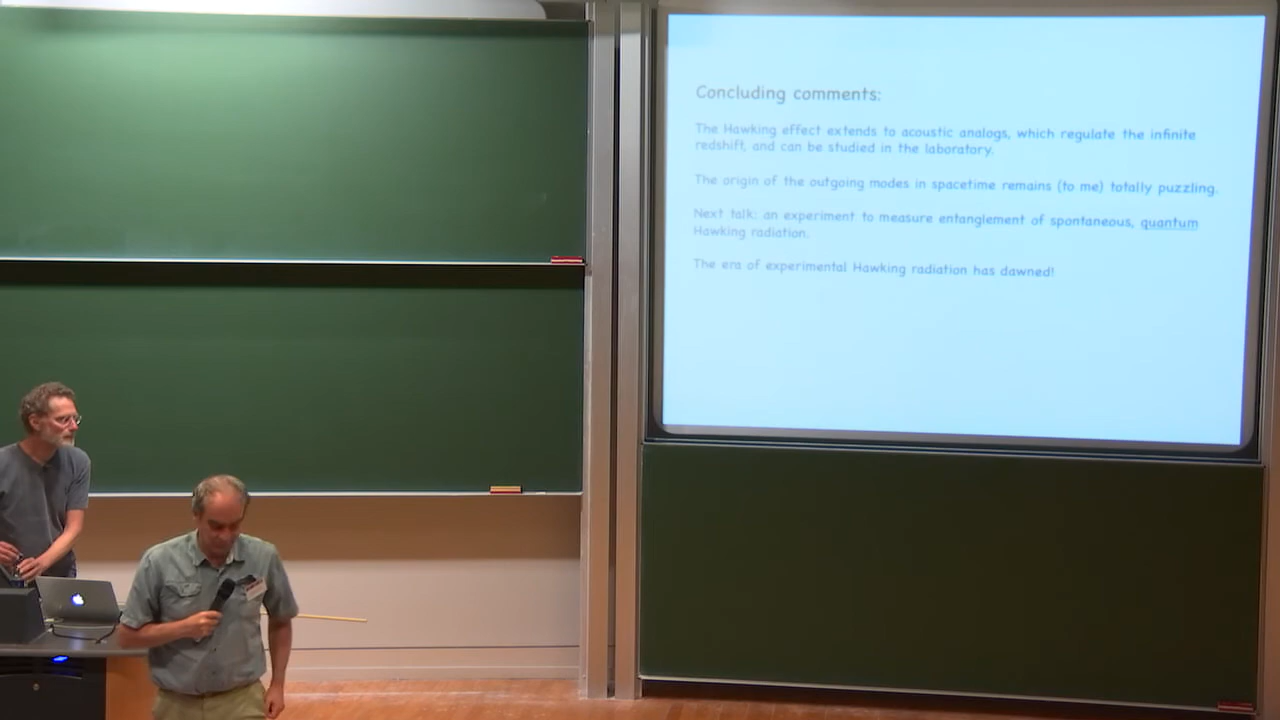 Concluding comments:
The Hawking effect extends to acoustic analogs, which regulate the infinite
redshift, and can be studied in the laboratory.
The origin of the outgoing modes in spacetime remains (to me) totally puzzling.
Next talk: an experiment to measure entanglement of spontaneous, quantum
Hawking radiation.
The era of experimental Hawking radiation has dawned!